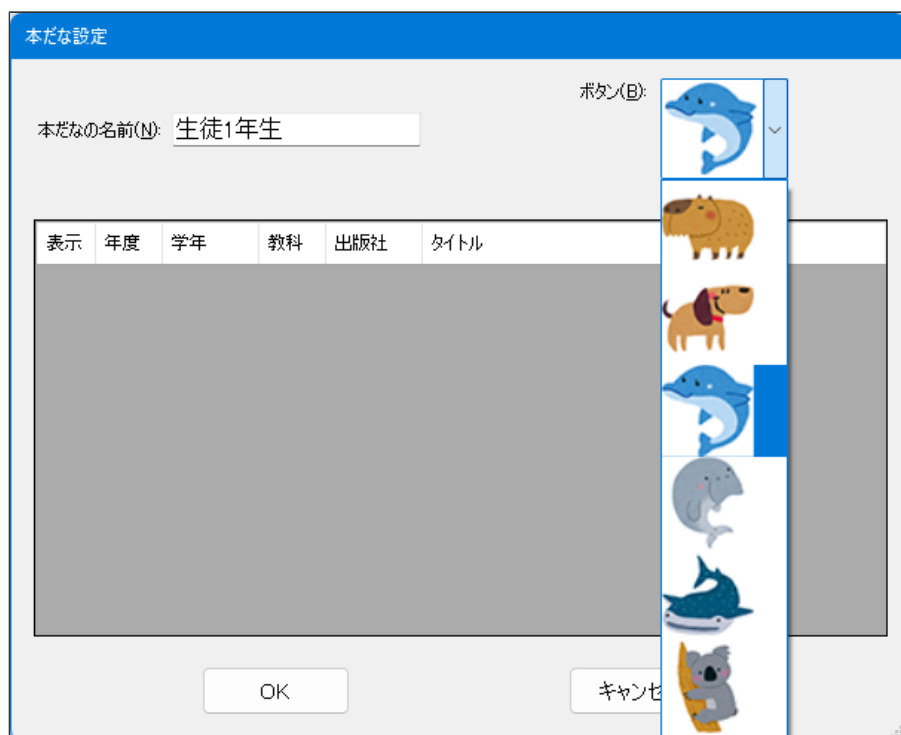 本だな設定
ボタン(B):
本だなの名前(N): 生徒1年生
表示 年度 学年 教科 出版社 タイトル
OK キャンセ